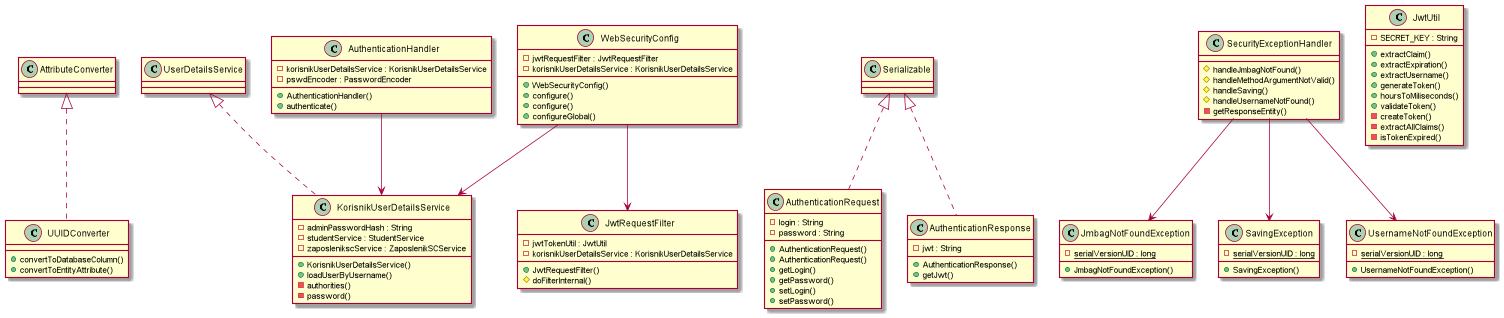 C AttributeConverter
C UUIDConverter
convertToDatabaseColumn()
convertToEntityAttribute()
C UserDetailsService
C AuthenticationHandler
korisnikUserDetailsService : KorisnikUserDetailsService
pswdEncoder : PasswordEncoder
AuthenticationHandler()
authenticate()
C WebSecurityConfig
jwtRequestFilter : JwtRequestFilter
korisnikUserDetailsService : KorisnikUserDetailsService
WebSecurityConfig()
configure()
configure()
configureGlobal()
C KorisnikUserDetailsService
adminPasswordHash : String
studentService : StudentService
zaposlenikscService : ZaposlenikSCService
KorisnikUserDetailsService()
loadUserByUsername()
authorities()
password()
C JwtRequestFilter
jwtTokenUtil : JwtUtil
korisnikUserDetailsService : KorisnikUserDetailsService
JwtRequestFilter()
doFilterInternal()
C Serializable
C AuthenticationRequest
login : String
password : String
AuthenticationRequest()
AuthenticationRequest()
getLogin()
getPassword()
setLogin()
setPassword()
C AuthenticationResponse
jwt : String
AuthenticationResponse()
getJwt()
C SecurityExceptionHandler
handleJmbagNotFound()
handleMethodArgumentNotValid()
handleSaving()
handleUsernameNotFound()
getResponseEntity()
C JmbagNotFoundException
serialVersionUID : long
JmbagNotFoundException()
C SavingException
serialVersionUID : long
SavingException()
C UsernameNotFoundException
serialVersionUID : long
UsernameNotFoundException()
C JwtUtil
SECRET_KEY : String
extractClaim()
extractExpiration()
extractUsername()
generateToken()
hoursToMiliseconds()
validateToken()
createToken()
extractAllClaims()
isTokenExpired()